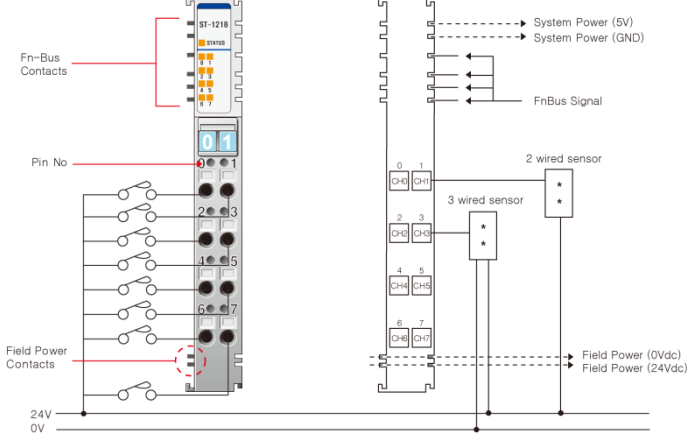 ST-1218
STATUS
0 1
2 3
4 5
6 7
Fn-Bus
Contacts
0 1
Pin No
0 1
2 3
4 5
6 7
Field Power
Contacts
24V
0V
System Power (5V)
System Power (GND)
FnBus Signal
2 wired sensor
* *
3 wired sensor
* *
0 1
CH0 CH1
2 3
CH2 CH3
4 5
CH4 CH5
6 7
CH6 CH7
Field Power (0Vdc)
Field Power (24Vdc)